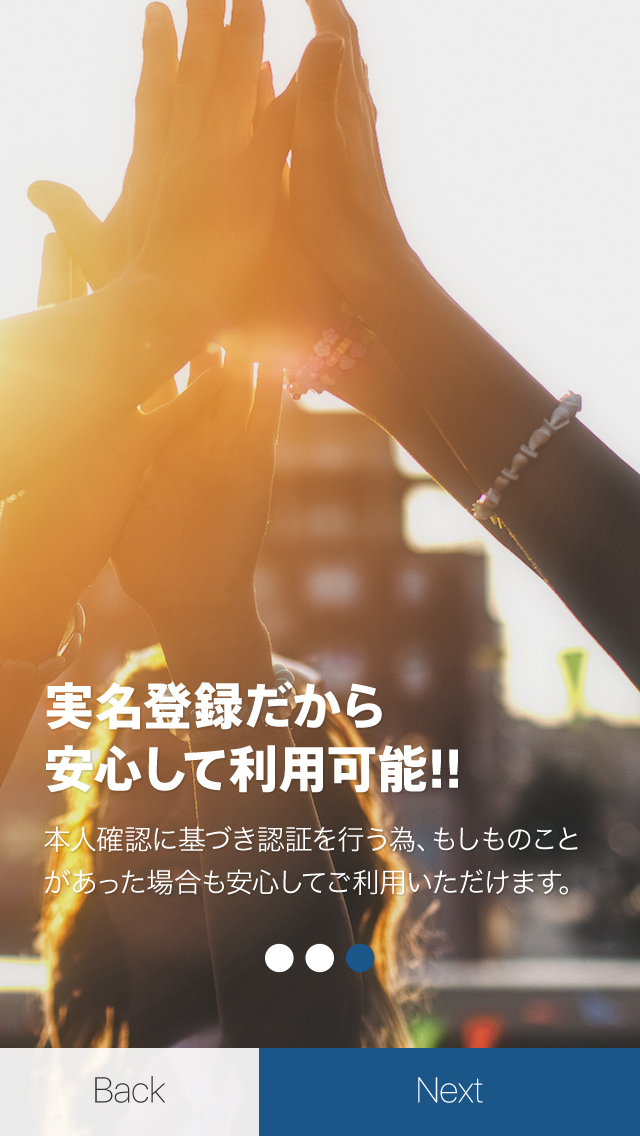 実名登録だから
安心して利用可能!!
本人確認に基づき認証を行う為、もしものこと
があった場合も安心してご利用いただけます。
Back
Next